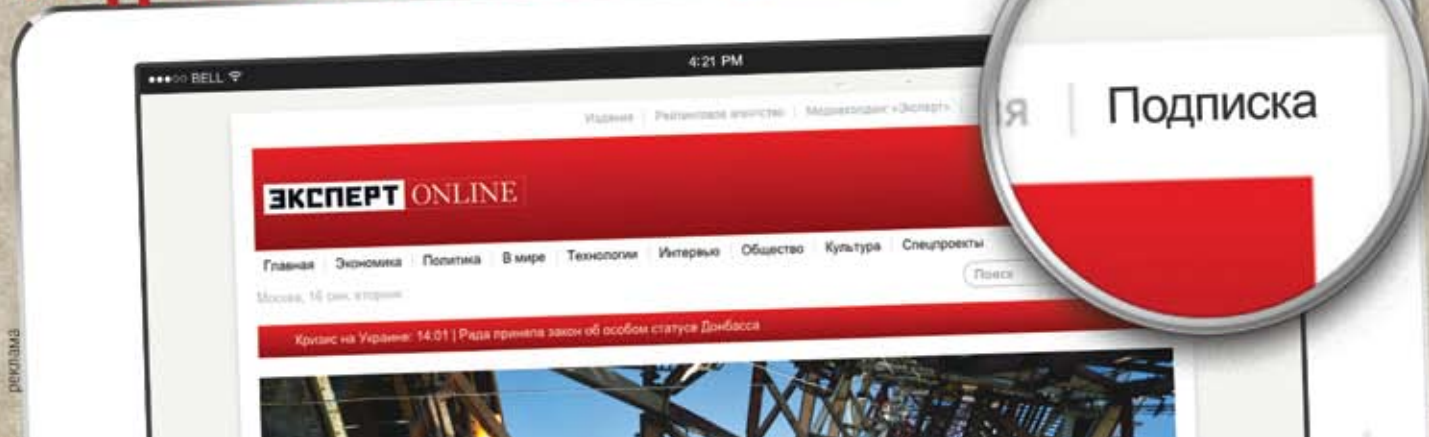 BELL
4:21 PM
Издания | Рейтинговое агентство | Медиахолдинг «Эксперт»
ия | Подписка
ЭКСПЕРТ ONLINE
Главная Экономика Политика В мире Технологии Интервью Общество Культура Спецпроекты
Поиск
Москва, 16 сен, вторник
Кризис на Украине: 14:01 | Рада приняла закон об особом статусе Донбасса
реклама